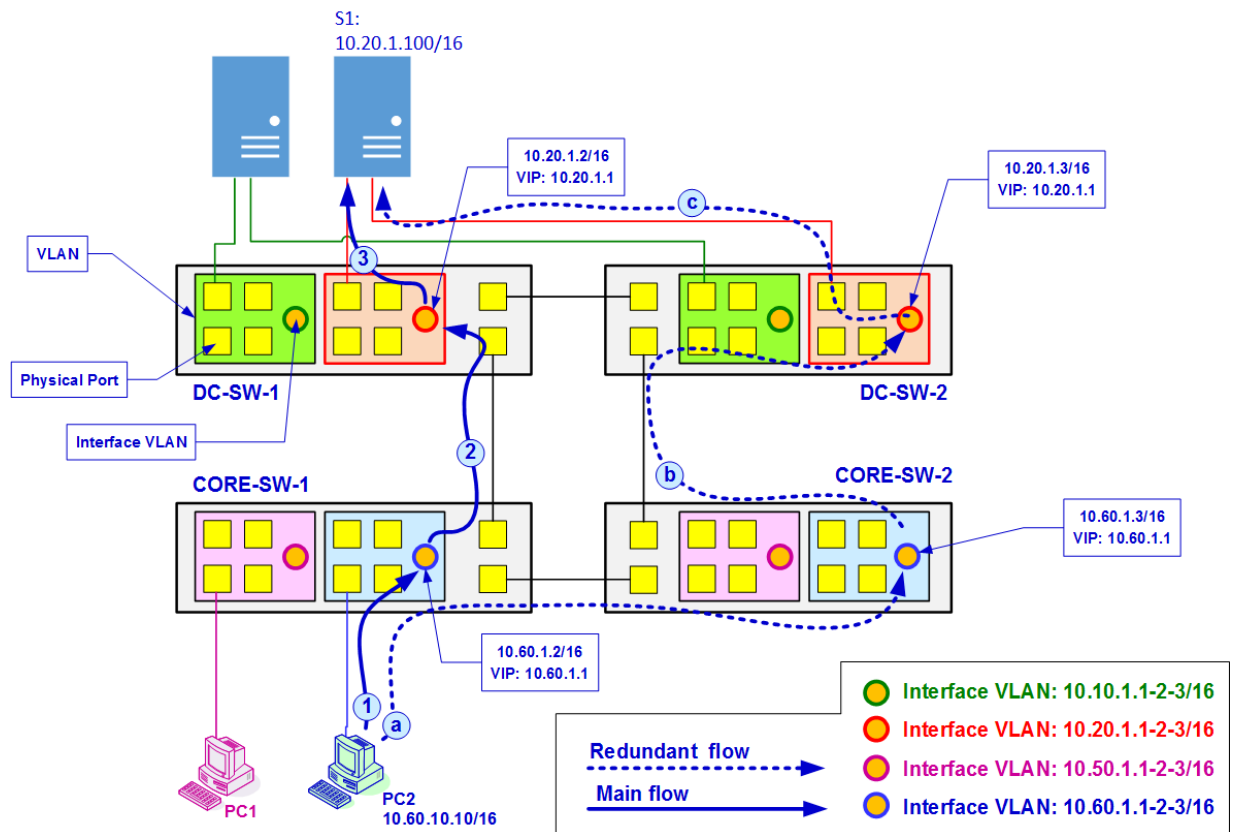 S1:
10.20.1.100/16
10.20.1.2/16
VIP: 10.20.1.1
10.20.1.3/16
VIP: 10.20.1.1
c
VLAN
3
Physical Port
DC-SW-1
DC-SW-2
Interface VLAN
2
b
CORE-SW-1
CORE-SW-2
10.60.1.3/16
VIP: 10.60.1.1
10.60.1.2/16
VIP: 10.60.1.1
1
a
PC1
PC2
10.60.10.10/16
Redundant flow
Main flow
Interface VLAN: 10.10.1.1-2-3/16
Interface VLAN: 10.20.1.1-2-3/16
Interface VLAN: 10.50.1.1-2-3/16
Interface VLAN: 10.60.1.1-2-3/16